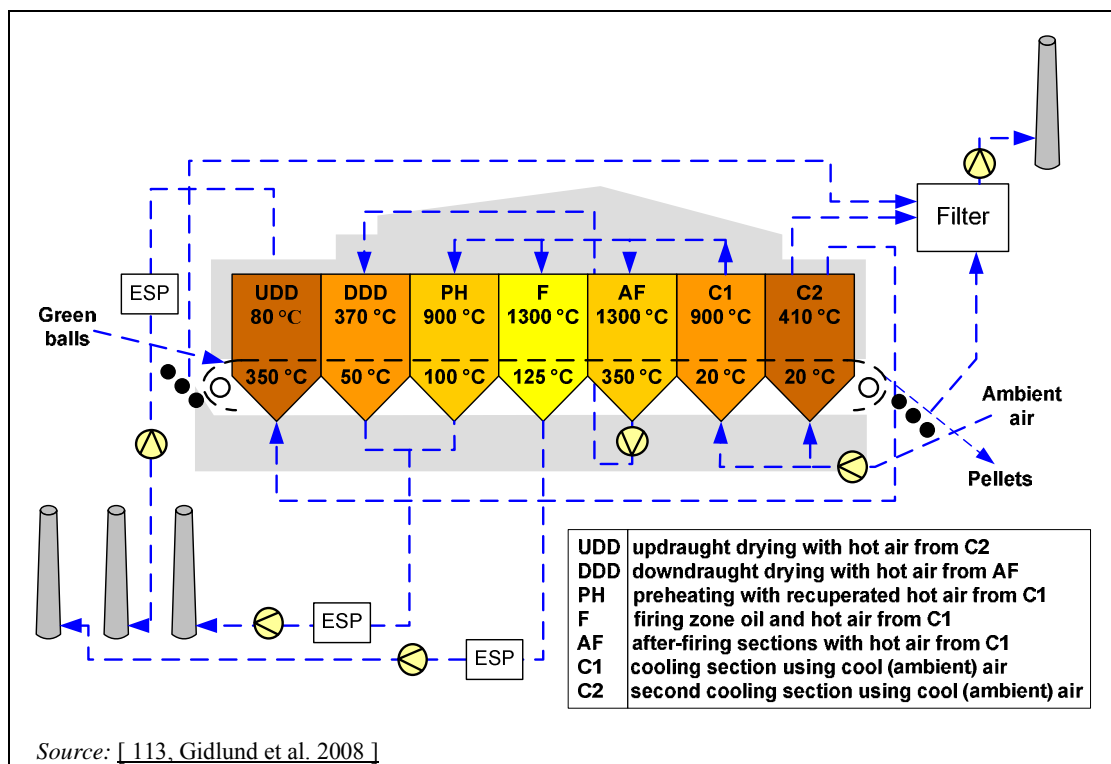 Filter
ESP
Green
balls
UDD DDD PH F AF C1 C2
80 °C 370 °C 900 °C 1300 °C 1300 °C 900 °C 410 °C
350 °C 50 °C 100 °C 125 °C 350 °C 20 °C 20 °C
Ambient
air
Pellets
ESP
ESP
UDD updraught drying with hot air from C2
DDD downdraught drying with hot air from AF
PH preheating with recuperated hot air from C1
F firing zone oil and hot air from C1
AF after-firing sections with hot air from C1
C1 cooling section using cool (ambient) air
C2 second cooling section using cool (ambient) air
Source: [ 113, Gidlund et al. 2008 ]